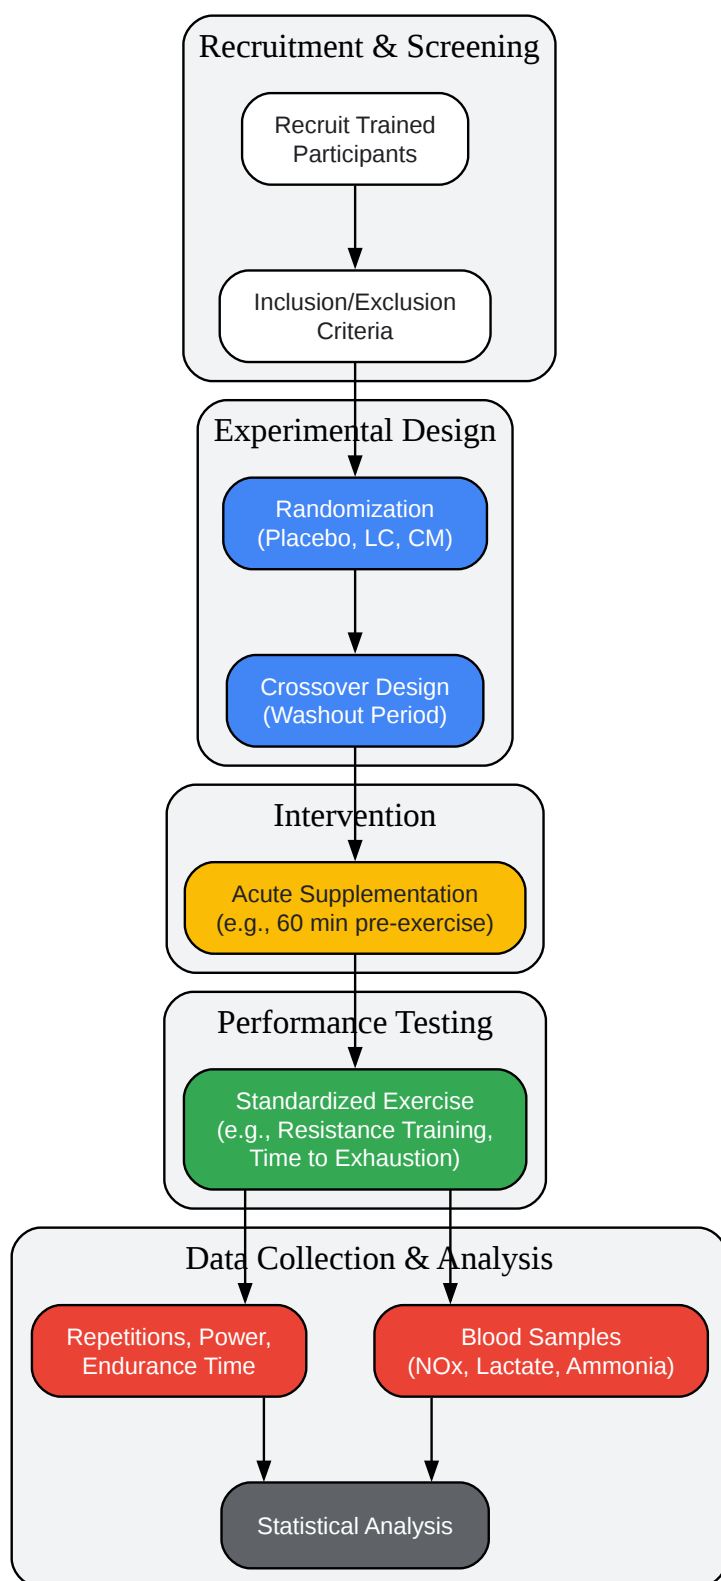 Recruitment & Screening
Recruit Trained
Participants
Inclusion/Exclusion
Criteria
Experimental Design
Randomization
(Placebo, LC, CM)
Crossover Design
(Washout Period)
Intervention
Acute Supplementation
(e.g., 60 min pre-exercise)
Performance Testing
Standardized Exercise
(e.g., Resistance Training,
Time to Exhaustion)
Data Collection & Analysis
Repetitions, Power,
Endurance Time
Blood Samples
(NOx, Lactate, Ammonia)
Statistical Analysis